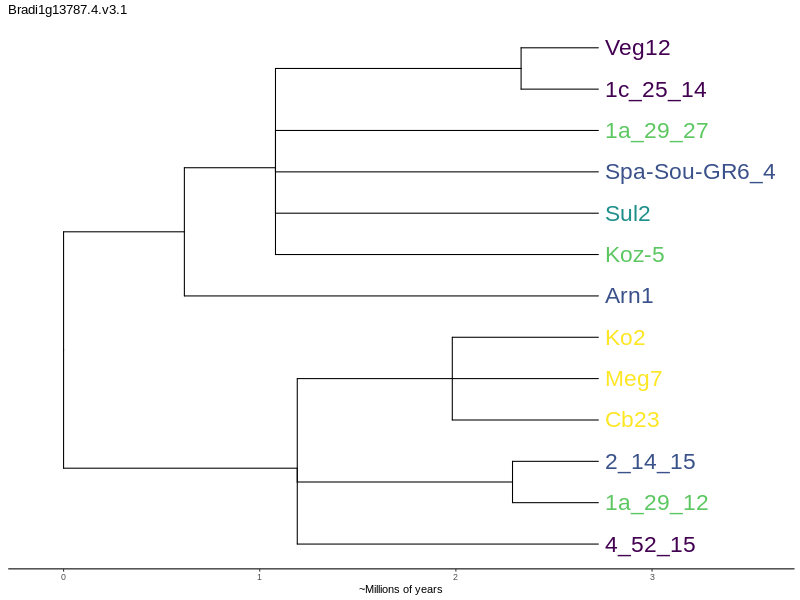 Bradi1g13787.4.v3.1
Veg12
1c_25_14
1a_29_27
Spa-Sou-GR6_4
Sul2
Koz-5
Arn1
Ko2
Meg7
Cb23
2_14_15
1a_29_12
4_52_15
0 1 2 3
~Millions of years